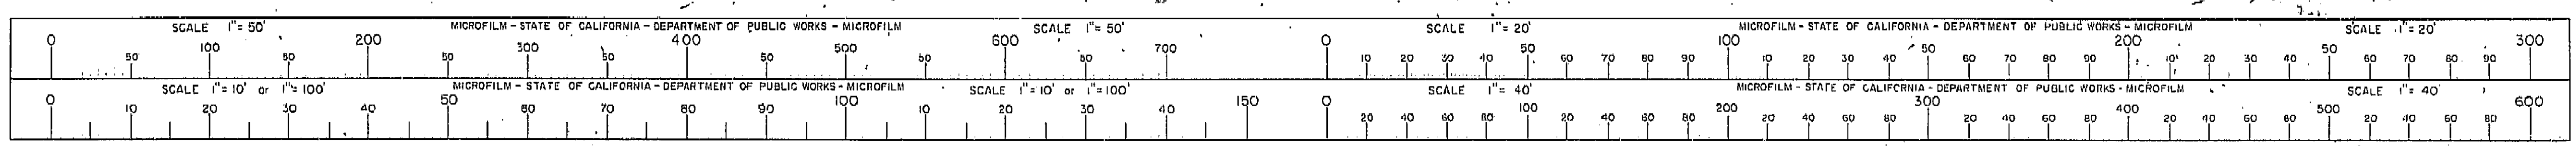 SCALE 1"= 50' MICROFILM - STATE OF CALIFORNIA - DEPARTMENT OF PUBLIC WORKS - MICROFILM SCALE 1"= 50' SCALE 1"= 20' MICROFILM - STATE OF CALIFORNIA - DEPARTMENT OF PUBLIC WORKS - MICROFILM SCALE 1"= 20'
0 50 100 50 200 50 300 50 400 50 500 50 600 50 700 0 10 20 30 40 50 60 70 80 90 100 10 20 30 40 50 60 70 80 90 200 10 20 30 40 50 60 70 80 90 300
SCALE 1"= 10' or 1"= 100' MICROFILM - STATE OF CALIFORNIA - DEPARTMENT OF PUBLIC WORKS - MICROFILM SCALE 1"= 10' or 1"= 100' SCALE 1"= 40' MICROFILM - STATE OF CALIFORNIA - DEPARTMENT OF PUBLIC WORKS - MICROFILM SCALE 1"= 40'
0 10 20 30 40 50 60 70 80 90 100 10 20 30 40 150 0 20 40 60 80 100 20 40 60 80 200 20 40 60 80 300 20 40 60 80 400 20 40 60 80 500 20 40 60 80 600